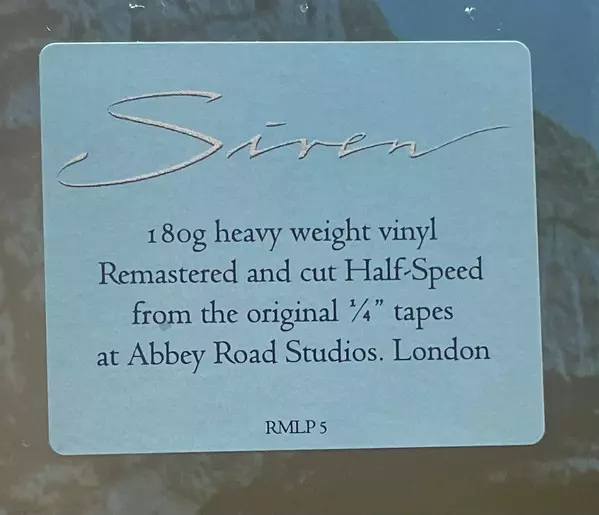 Siren
180g heavy weight vinyl
Remastered and cut Half-Speed
from the original ¼” tapes
at Abbey Road Studios. London
RMLP 5